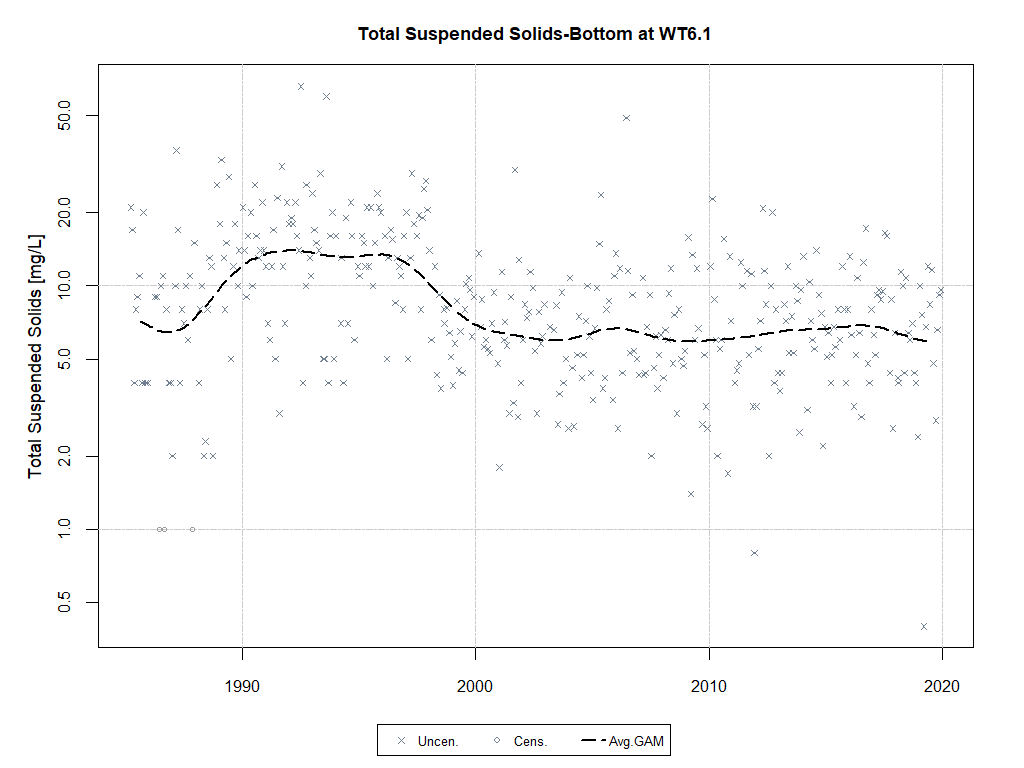 Total Suspended Solids-Bottom at WT6.1
Total Suspended Solids [mg/L]
50.0
20.0
10.0
5.0
2.0
1.0
0.5
1990 2000 2010 2020
Uncen. Cens. Avg.GAM